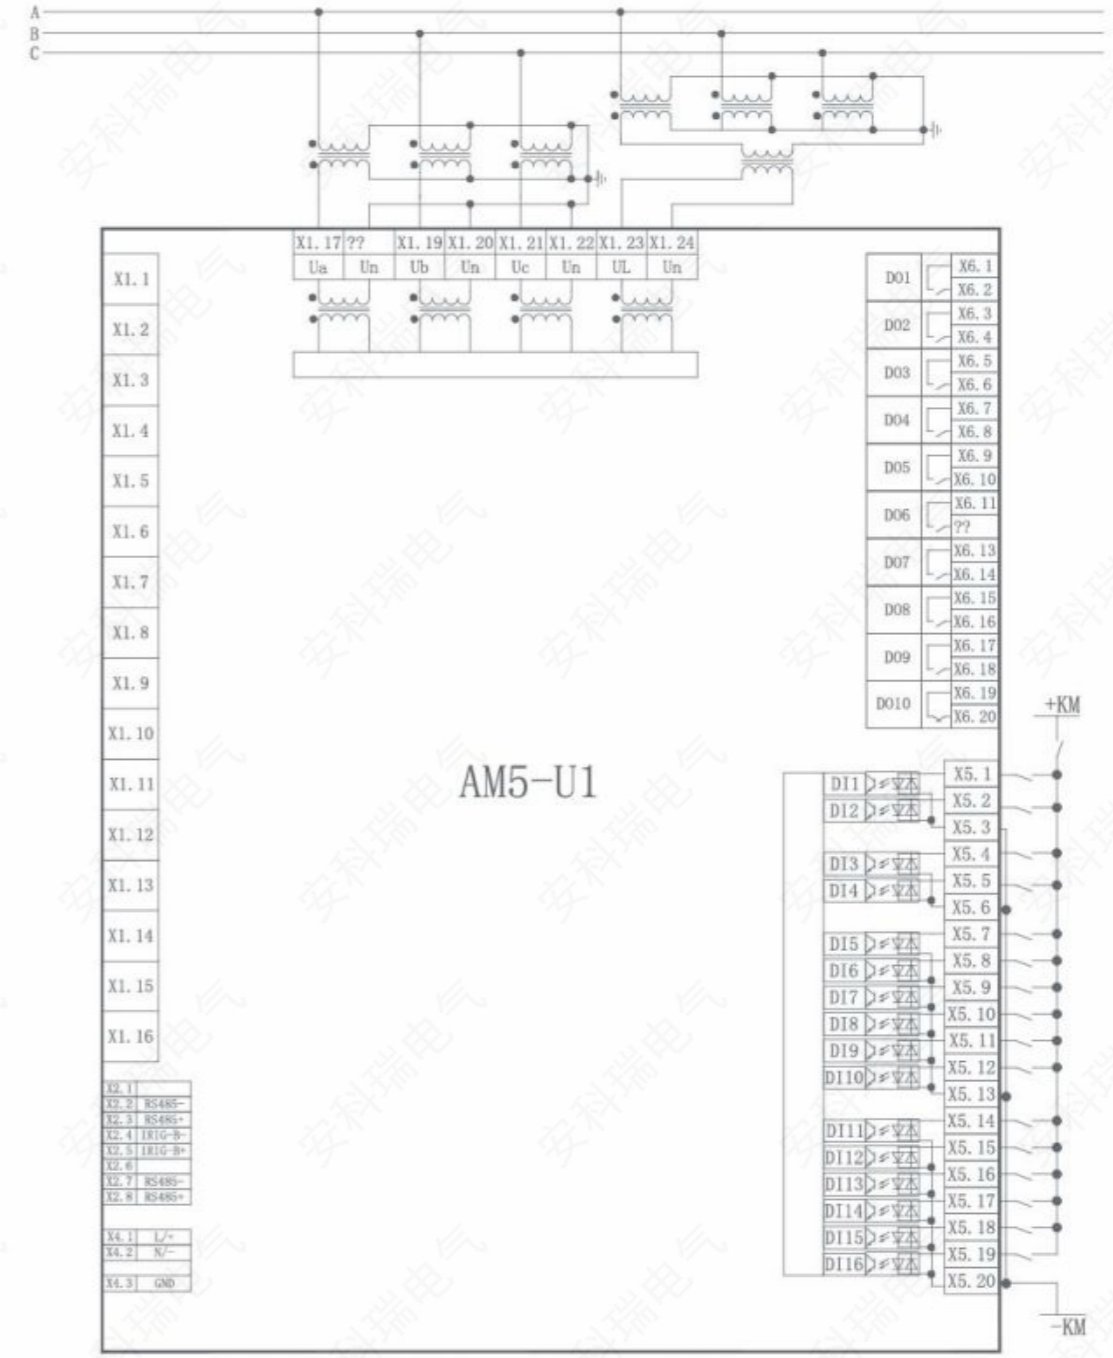 A
B
C
X1.17 ?? X1.19 X1.20 X1.21 X1.22 X1.23 X1.24
Ua Un Ub Un Uc Un UL Un
X1.1
X1.2
X1.3
X1.4
X1.5
X1.6
X1.7
X1.8
X1.9
X1.10
X1.11
X1.12
X1.13
X1.14
X1.15
X1.16
X2.1
X2.2 RS485-
X2.3 RS485+
X2.4 IRIG-B-
X2.5 IRIG-B+
X2.6
X2.7 RS485-
X2.8 RS485+
X4.1 L/+
X4.2 N/-
X4.3 GND
AM5-U1
DO1 X6.1
X6.2
DO2 X6.3
X6.4
DO3 X6.5
X6.6
DO4 X6.7
X6.8
DO5 X6.9
X6.10
DO6 X6.11
??
DO7 X6.13
X6.14
DO8 X6.15
X6.16
DO9 X6.17
X6.18
DO10 X6.19
X6.20
+KM
DI1 X5.1
DI2 X5.2
X5.3
DI3 X5.4
DI4 X5.5
X5.6
DI5 X5.7
DI6 X5.8
DI7 X5.9
DI8 X5.10
DI9 X5.11
DI10 X5.12
X5.13
DI11 X5.14
DI12 X5.15
DI13 X5.16
DI14 X5.17
DI15 X5.18
DI16 X5.19
X5.20
-KM
安科瑞电气